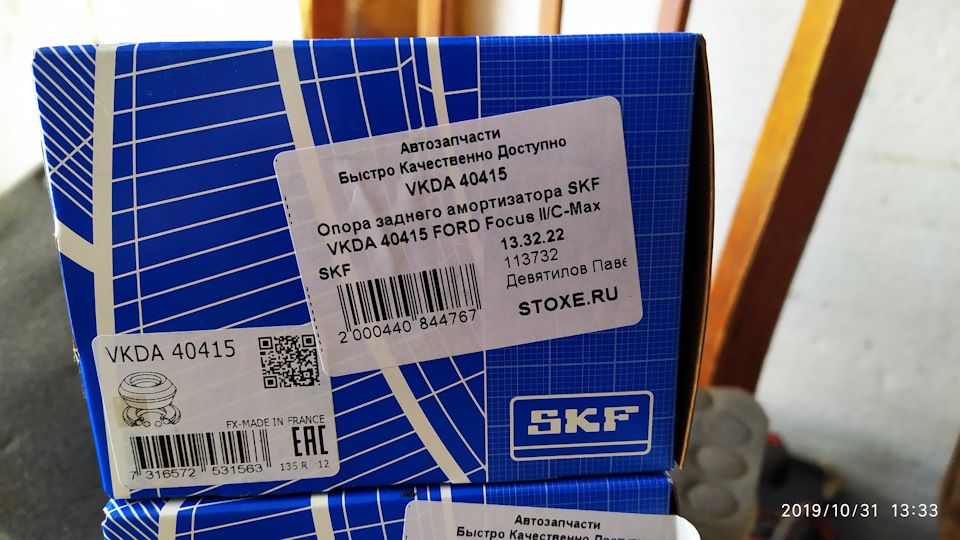 Автозапчасти
Быстро Качественно Доступно
VKDA 40415
Опора заднего амортизатора SKF
VKDA 40415 FORD Focus II/C-Max
SKF
13.32.22
113732
Девятилов Паве
2 000440 844767
STOXE.RU
VKDA 40415
FX-MADE IN FRANCE
EAC
7 316572 531563
135 R 12
SKF
Автозапчасти
Быстро Качественно
2019/10/31 13:33